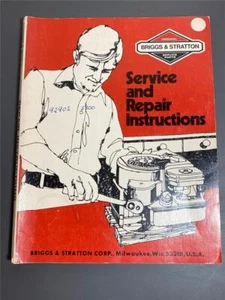 BRIGGS & STRATTON
Service
and
Repair
Instructions
BRIGGS & STRATTON CORP., Milwaukee, Wis. 53201, U.S.A.